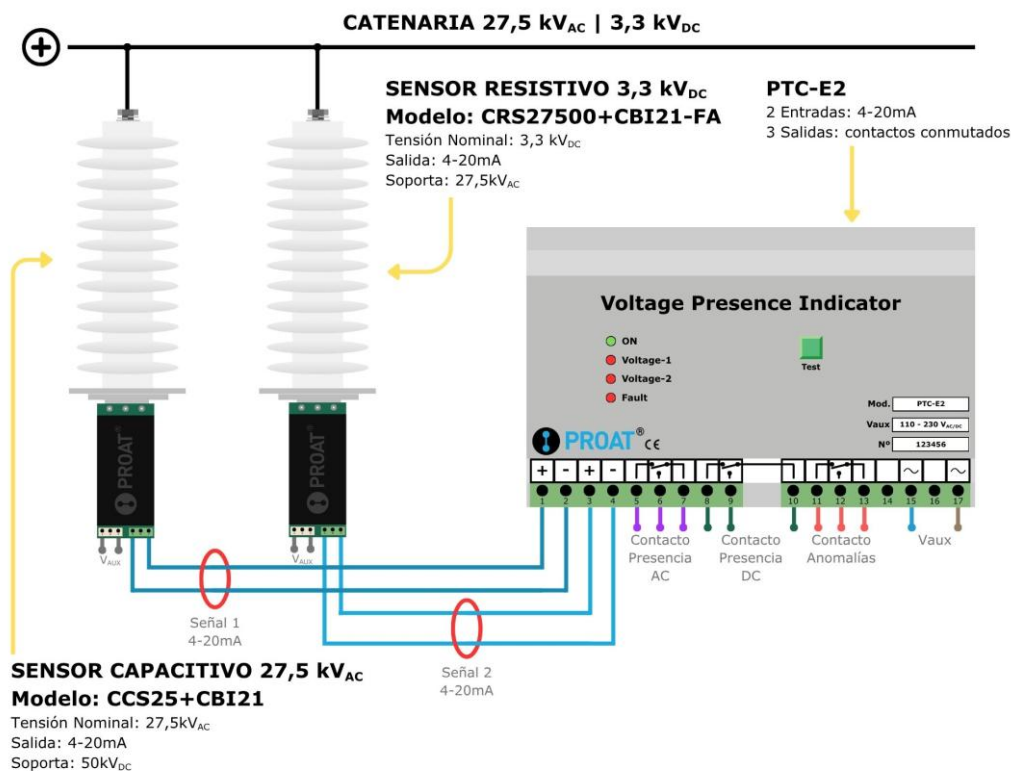 CATENARIA 27,5 kVAC | 3,3 kVDC
SENSOR RESISTIVO 3,3 kVDC
Modelo: CRS27500+CBI21-FA
Tensión Nominal: 3,3 kVDC
Salida: 4-20mA
Soporta: 27,5kVAC
PTC-E2
2 Entradas: 4-20mA
3 Salidas: contactos conmutados
Voltage Presence Indicator
ON
Voltage-1
Voltage-2
Fault
Test
Mod. PTC-E2
Vaux 110 - 230 VAC/DC
Nº 123456
PROAT® CE
+ - + -
1 2 3 4 5 6 7 8 9 10 11 12 13 14 15 16 17
Contacto Presencia AC
Contacto Presencia DC
Contacto Anomalías
Vaux
PROAT®
VAUX
PROAT®
VAUX
Señal 1
4-20mA
Señal 2
4-20mA
SENSOR CAPACITIVO 27,5 kVAC
Modelo: CCS25+CBI21
Tensión Nominal: 27,5kVAC
Salida: 4-20mA
Soporta: 50kVDC